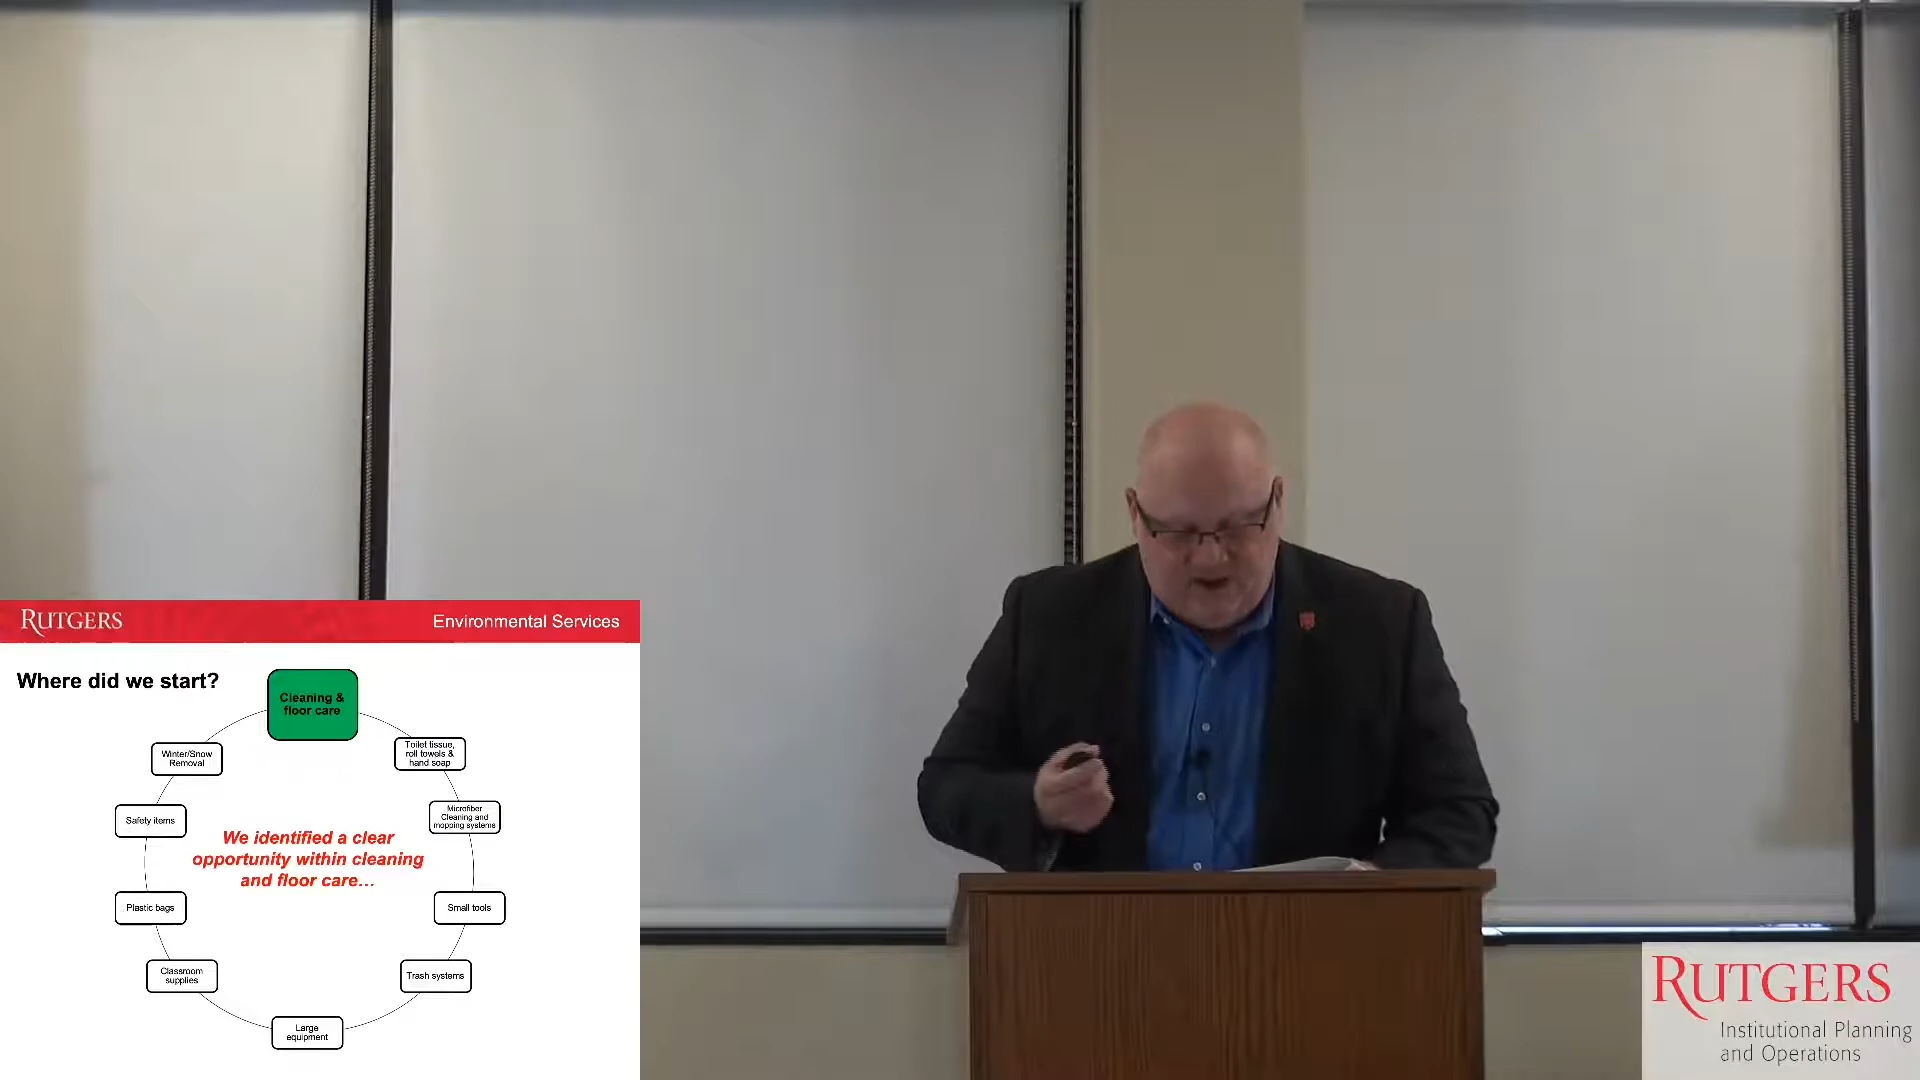 RUTGERS
Environmental Services
Where did we start?
Cleaning &
floor care
Toilet tissue,
roll towels &
hand soap
Microfiber
Cleaning and
mopping systems
Small tools
Trash systems
Large
equipment
Classroom
supplies
Plastic bags
Safety items
Winter/Snow
Removal
We identified a clear
opportunity within cleaning
and floor care…
RUTGERS
Institutional Planning
and Operations